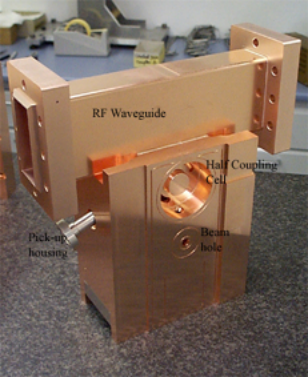 RF Waveguide
Half Coupling
Cell
Pick-up
housing
Beam
hole